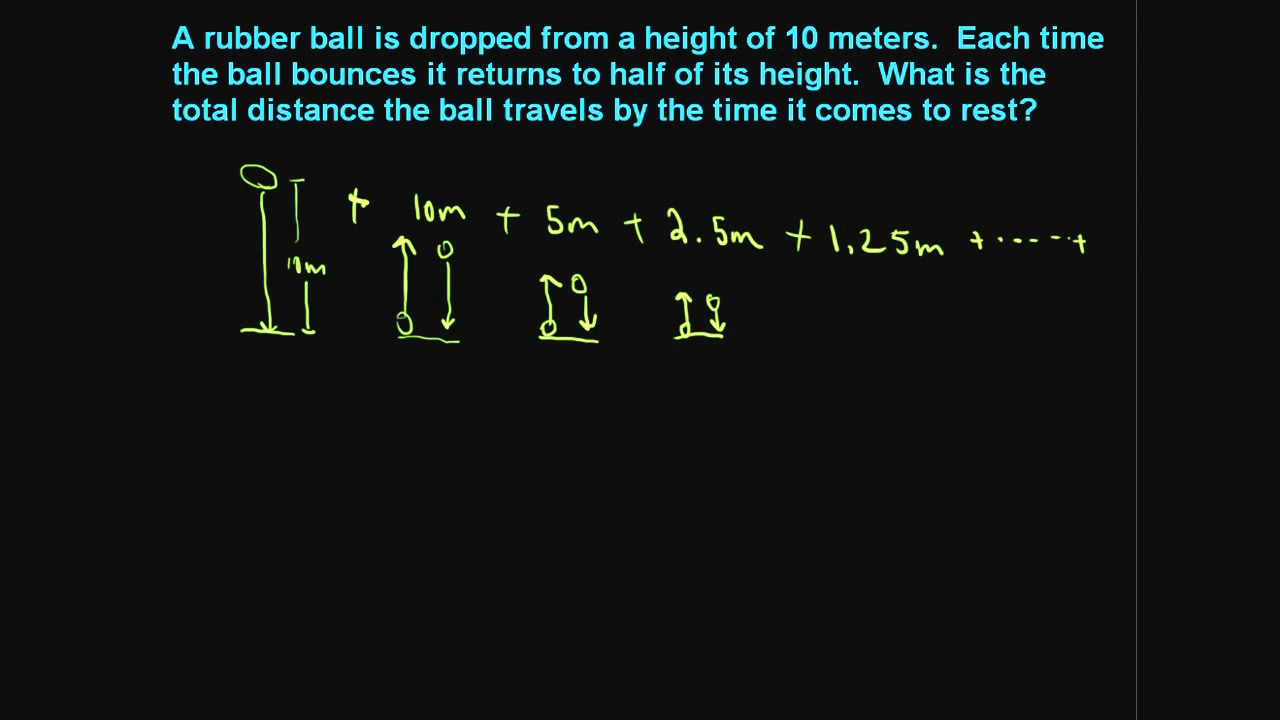 A rubber ball is dropped from a height of 10 meters.  Each time
the ball bounces it returns to half of its height.  What is the
total distance the ball travels by the time it comes to rest?
+ 10m + 5m + 2.5m + 1.25m + ...... +
10m